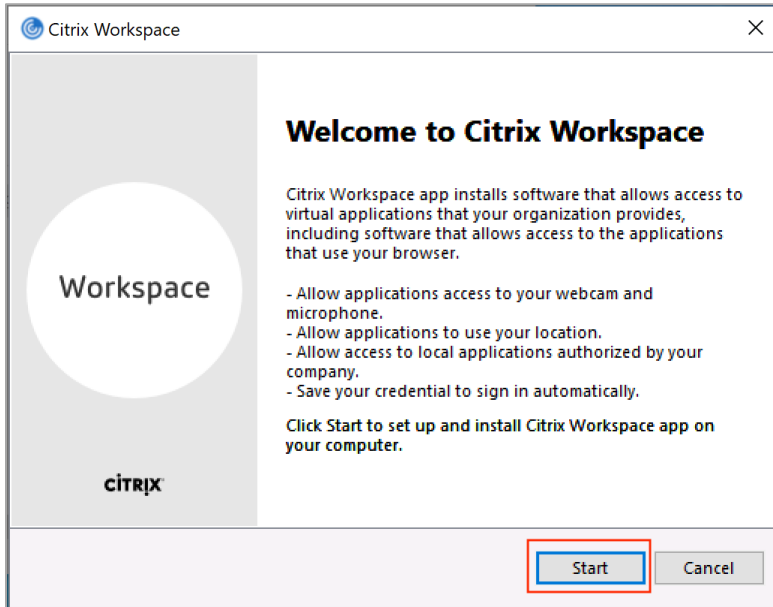 Citrix Workspace
Welcome to Citrix Workspace
Citrix Workspace app installs software that allows access to
virtual applications that your organization provides,
including software that allows access to the applications
that use your browser.
- Allow applications access to your webcam and
microphone.
- Allow applications to use your location.
- Allow access to local applications authorized by your
company.
- Save your credential to sign in automatically.
Click Start to set up and install Citrix Workspace app on
your computer.
Workspace
citrix
Start
Cancel